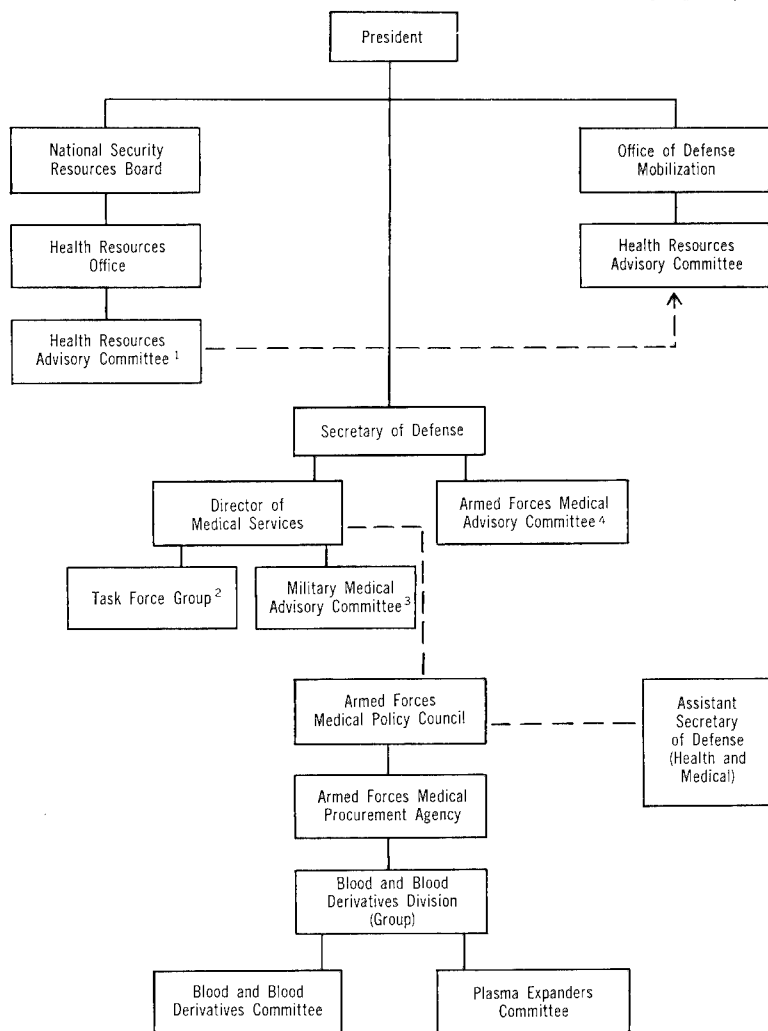 President
National Security
Resources Board
Office of Defense
Mobilization
Health Resources
Office
Health Resources
Advisory Committee
Health Resources
Advisory Committee 1
Secretary of Defense
Director of
Medical Services
Armed Forces Medical
Advisory Committee 4
Task Force Group 2
Military Medical
Advisory Committee 3
Armed Forces
Medical Policy Council
Assistant
Secretary
of Defense
(Health and
Medical)
Armed Forces Medical
Procurement Agency
Blood and Blood
Derivatives Division
(Group)
Blood and Blood
Derivatives Committee
Plasma Expanders
Committee